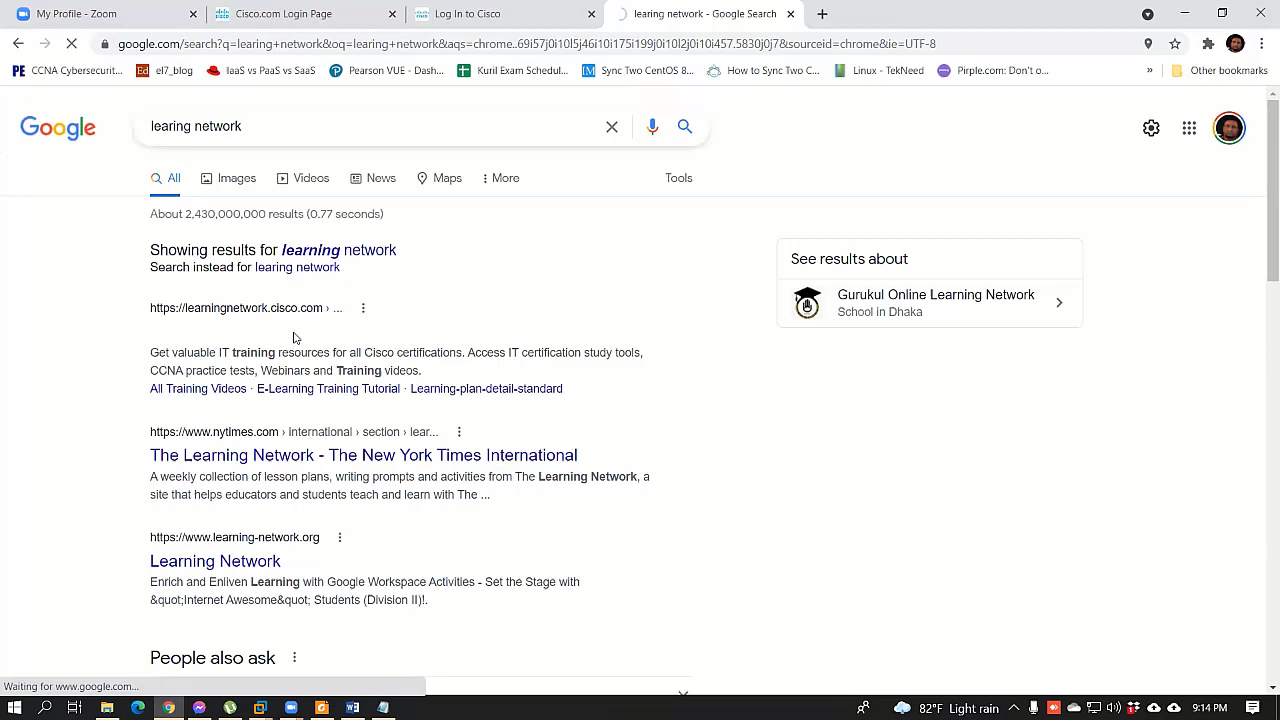 My Profile - Zoom
Cisco.com Login Page
Log In to Cisco
learing network - Google Search
google.com/search?q=learing+network&oq=learing+network&aqs=chrome..69i57j0i10l5j46i10i175i199j0i10l2j0i10i457.5830j0j7&sourceid=chrome&ie=UTF-8
CCNA Cybersecurit...
el7_blog
IaaS vs PaaS vs SaaS
Pearson VUE - Dash...
Kuril Exam Schedul...
Sync Two CentOS 8...
How to Sync Two C...
Linux - TekNeed
Pirple.com: Don't o...
»
Other bookmarks
Google
learing network
All
Images
Videos
News
Maps
More
Tools
About 2,430,000,000 results (0.77 seconds)
Showing results for learning network
Search instead for learing network
https://learningnetwork.cisco.com › ...
Get valuable IT training resources for all Cisco certifications. Access IT certification study tools,
CCNA practice tests, Webinars and Training videos.
All Training Videos · E-Learning Training Tutorial · Learning-plan-detail-standard
https://www.nytimes.com › international › section › lear...
The Learning Network - The New York Times International
A weekly collection of lesson plans, writing prompts and activities from The Learning Network, a
site that helps educators and students teach and learn with The ...
https://www.learning-network.org
Learning Network
Enrich and Enliven Learning with Google Workspace Activities - Set the Stage with
&quot;Internet Awesome&quot; Students (Division II)!.
People also ask
See results about
Gurukul Online Learning Network
School in Dhaka
Waiting for www.google.com...
82°F Light rain
9:14 PM